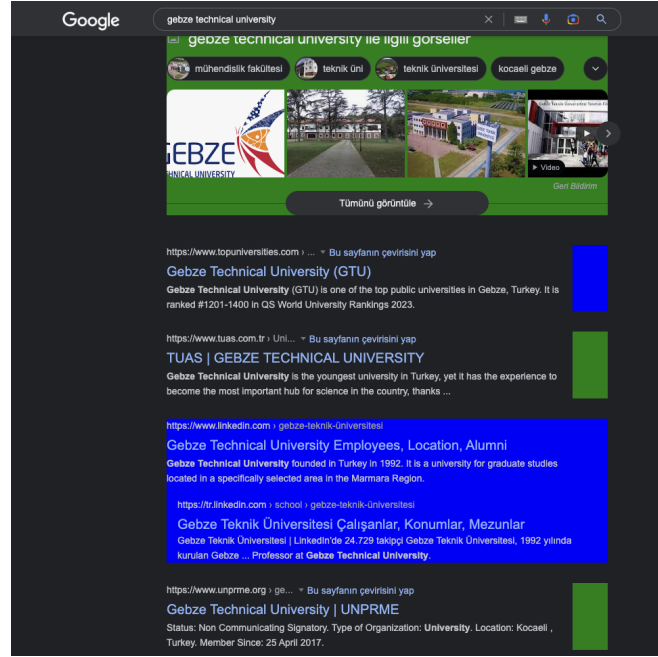 Google
gebze technical university
gebze technical university ile ilgili görseller
mühendislik fakültesi
teknik üni
teknik üniversitesi
kocaeli gebze
GEBZE
TECHNICAL UNIVERSITY
Video
Geri Bildirim
Tümünü görüntüle →
https://www.topuniversities.com › ... Bu sayfanın çevirisini yap
Gebze Technical University (GTU)
Gebze Technical University (GTU) is one of the top public universities in Gebze, Turkey. It is
ranked #1201-1400 in QS World University Rankings 2023.
https://www.tuas.com.tr › Uni... Bu sayfanın çevirisini yap
TUAS | GEBZE TECHNICAL UNIVERSITY
Gebze Technical University is the youngest university in Turkey, yet it has the experience to
become the most important hub for science in the country, thanks ...
https://www.linkedin.com › gebze-teknik-üniversitesi
Gebze Technical University Employees, Location, Alumni
Gebze Technical University founded in Turkey in 1992. It is a university for graduate studies
located in a specifically selected area in the Marmara Region.
https://tr.linkedin.com › school › gebze-teknik-üniversitesi
Gebze Teknik Üniversitesi Çalışanlar, Konumlar, Mezunlar
Gebze Teknik Üniversitesi | LinkedIn'de 24.729 takipçi Gebze Teknik Üniversitesi, 1992 yılında
kurulan Gebze ... Professor at Gebze Technical University.
https://www.unprme.org › ge... Bu sayfanın çevirisini yap
Gebze Technical University | UNPRME
Status: Non Communicating Signatory. Type of Organization: University. Location: Kocaeli ,
Turkey. Member Since: 25 April 2017.